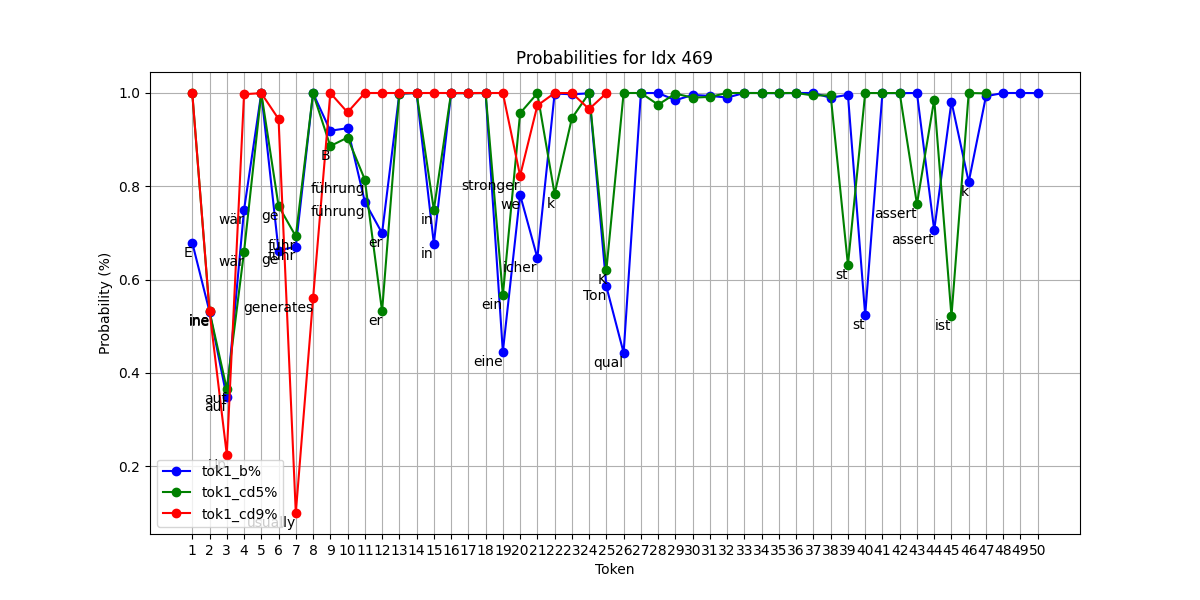 Probabilities for Idx 469
Probability (%)
1.0
0.8
0.6
0.4
0.2
E
ine
ine
auf
auf
wär
wär
ge
ge
führ
führ
generates
usually
B
führung
führung
er
er
in
in
stronger
we
ein
eine
icher
k
k
Ton
qual
st
st
assert
assert
ist
k
tok1_b%
tok1_cd5%
tok1_cd9%
1 2 3 4 5 6 7 8 9 10 11 12 13 14 15 16 17 18 19 20 21 22 23 24 25 26 27 28 29 30 31 32 33 34 35 36 37 38 39 40 41 42 43 44 45 46 47 48 49 50
Token